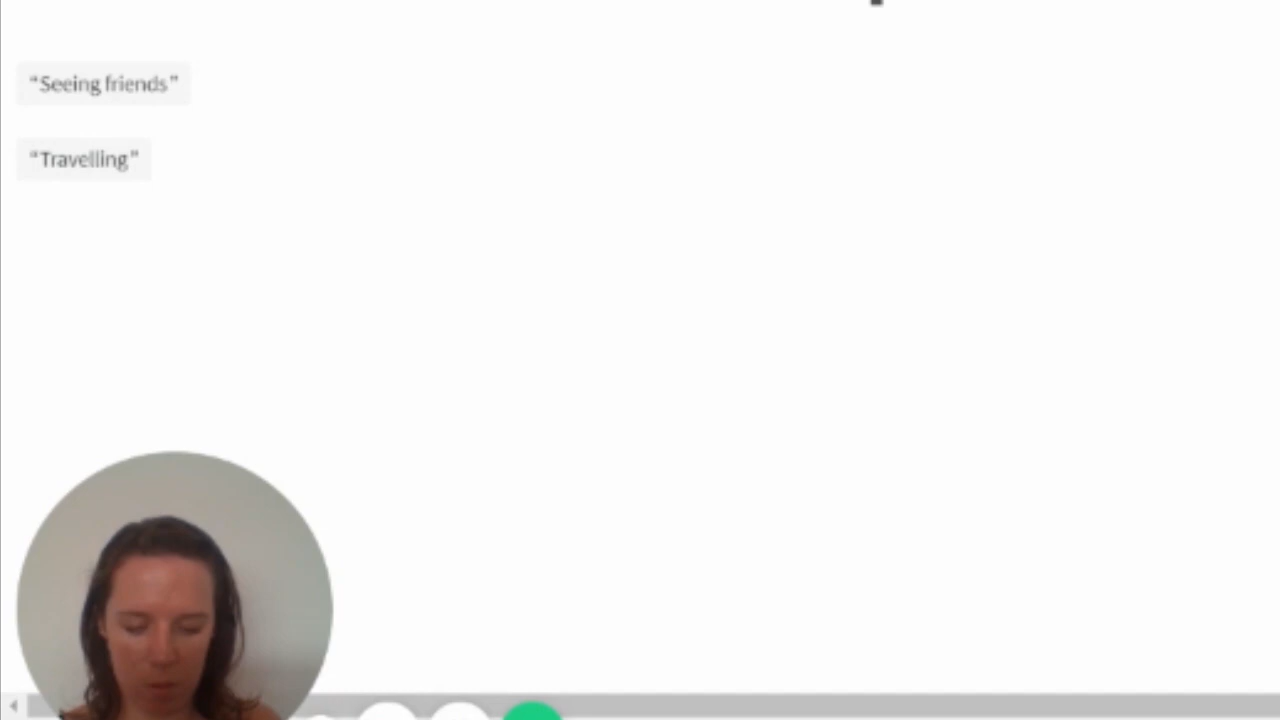 “Seeing friends”
“Travelling”